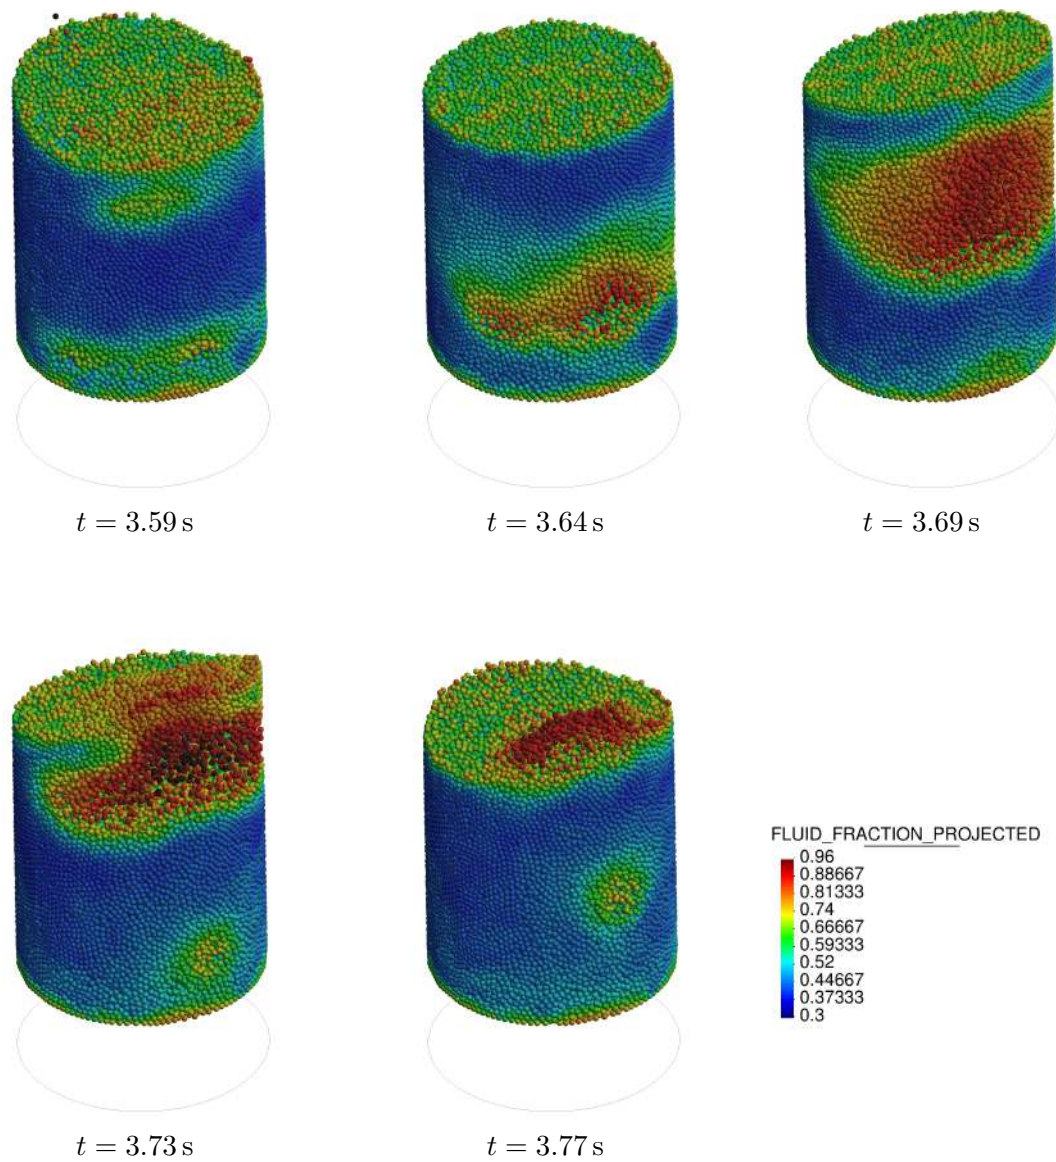 t = 3.59 s
t = 3.64 s
t = 3.69 s
t = 3.73 s
t = 3.77 s
FLUID_FRACTION_PROJECTED
0.96
0.88667
0.81333
0.74
0.66667
0.59333
0.52
0.44667
0.37333
0.3